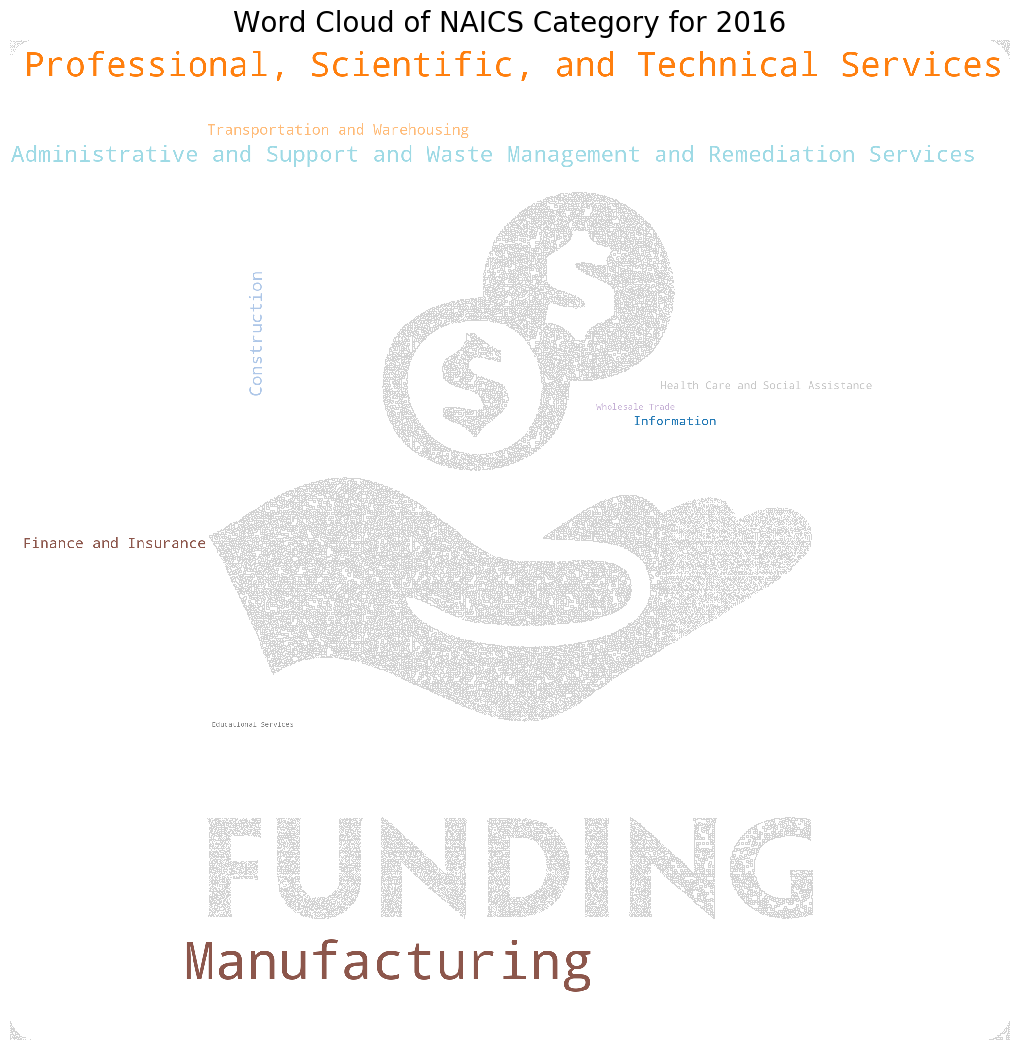 Word Cloud of NAICS Category for 2016
Professional, Scientific, and Technical Services
Transportation and Warehousing
Administrative and Support and Waste Management and Remediation Services
$
$
Construction
Health Care and Social Assistance
Wholesale Trade
Information
Finance and Insurance
Educational Services
FUNDING
Manufacturing